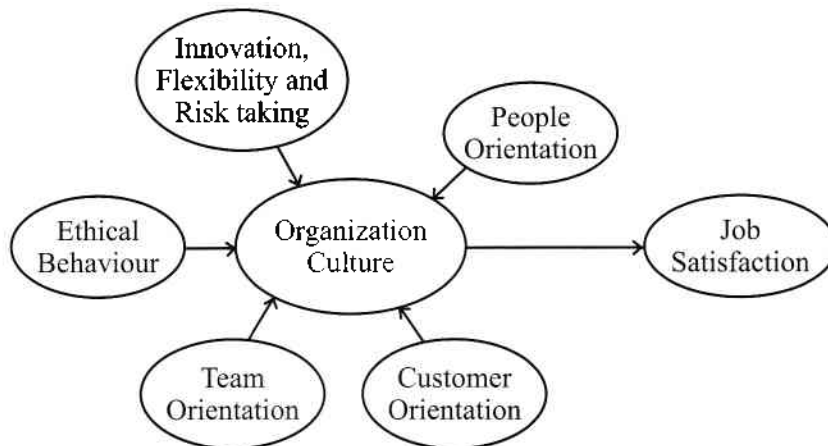 Innovation,
Flexibility and
Risk taking
People
Orientation
Ethical
Behaviour
Organization
Culture
Job
Satisfaction
Team
Orientation
Customer
Orientation